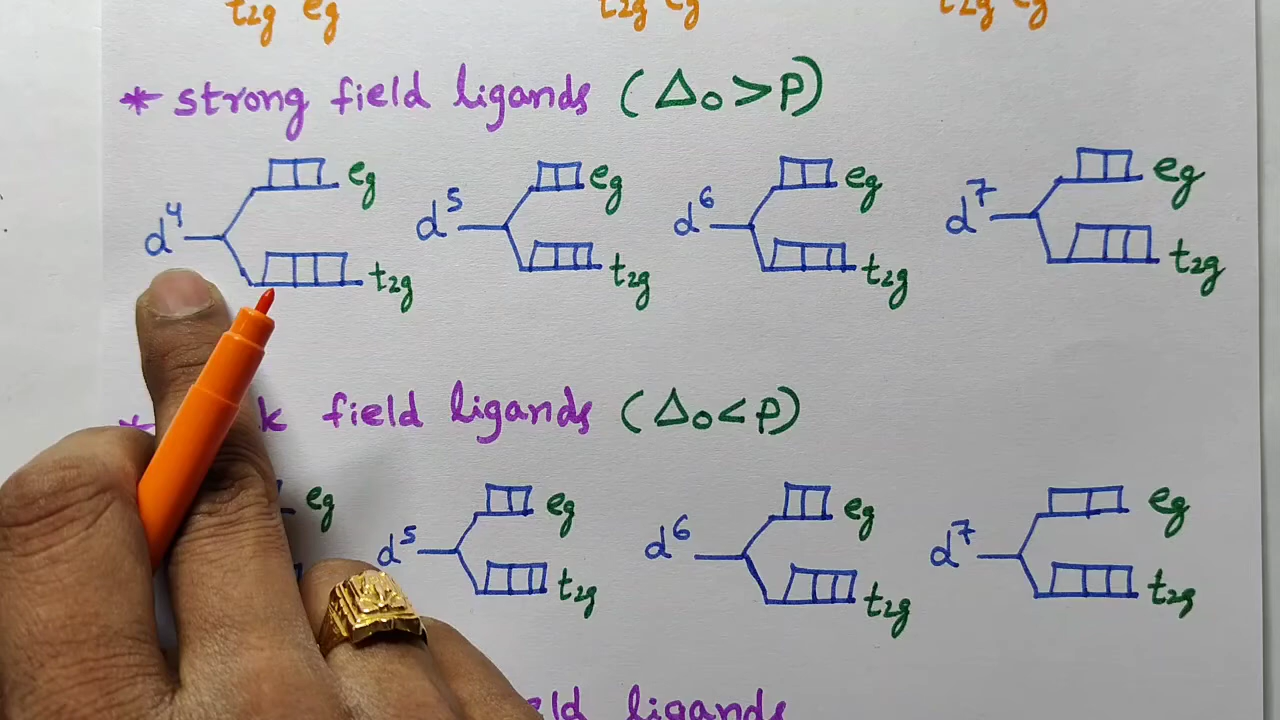 t₂g eg t₂g eg t₂g eg
* strong field ligands (Δo > P)
d⁴ eg t₂g d⁵ eg t₂g d⁶ eg t₂g d⁷ eg t₂g
* k field ligands (Δo < P)
eg d⁵ eg t₂g d⁶ eg t₂g d⁷ eg t₂g
ligands